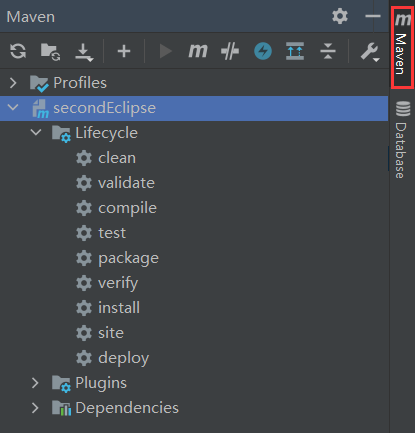 Maven
m
Profiles
secondEclipse
Lifecycle
clean
validate
compile
test
package
verify
install
site
deploy
Plugins
Dependencies
m Maven
Database